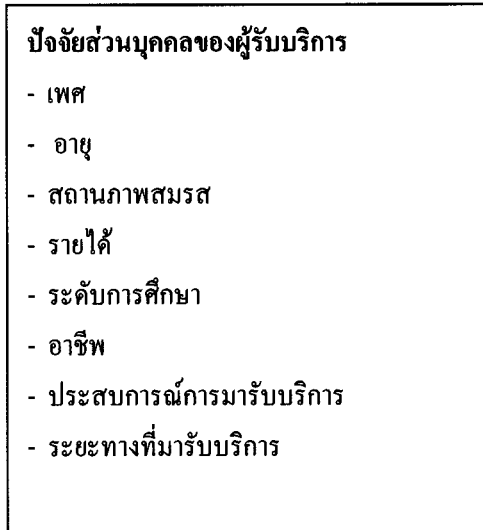 ปัจจัยส่วนบุคคลของผู้รับบริการ
- เพศ
- อายุ
- สถานภาพสมรส
- รายได้
- ระดับการศึกษา
- อาชีพ
- ประสบการณ์การมารับบริการ
- ระยะทางที่มารับบริการ